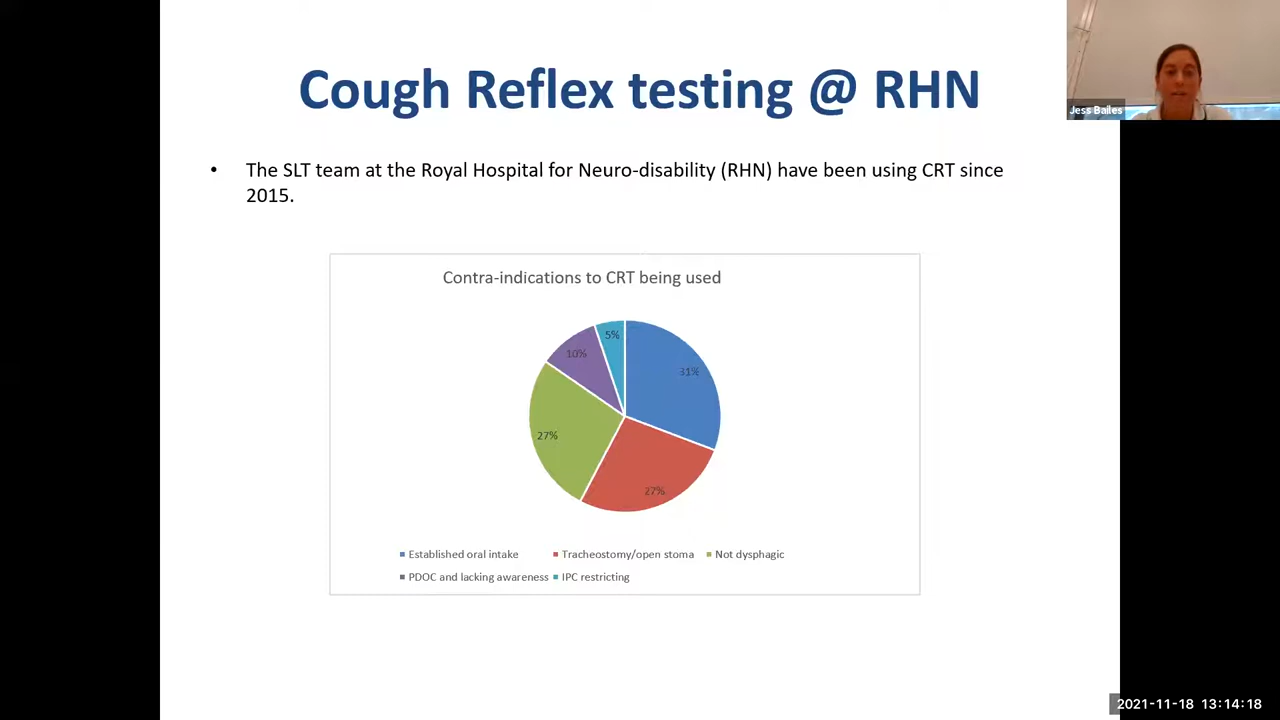 Cough Reflex testing @ RHN
Jess Bailes
• The SLT team at the Royal Hospital for Neuro-disability (RHN) have been using CRT since
2015.
Contra-indications to CRT being used
5%
10%
31%
27%
27%
Established oral intake
Tracheostomy/open stoma
Not dysphagic
PDOC and lacking awareness
IPC restricting
2021-11-18 13:14:18